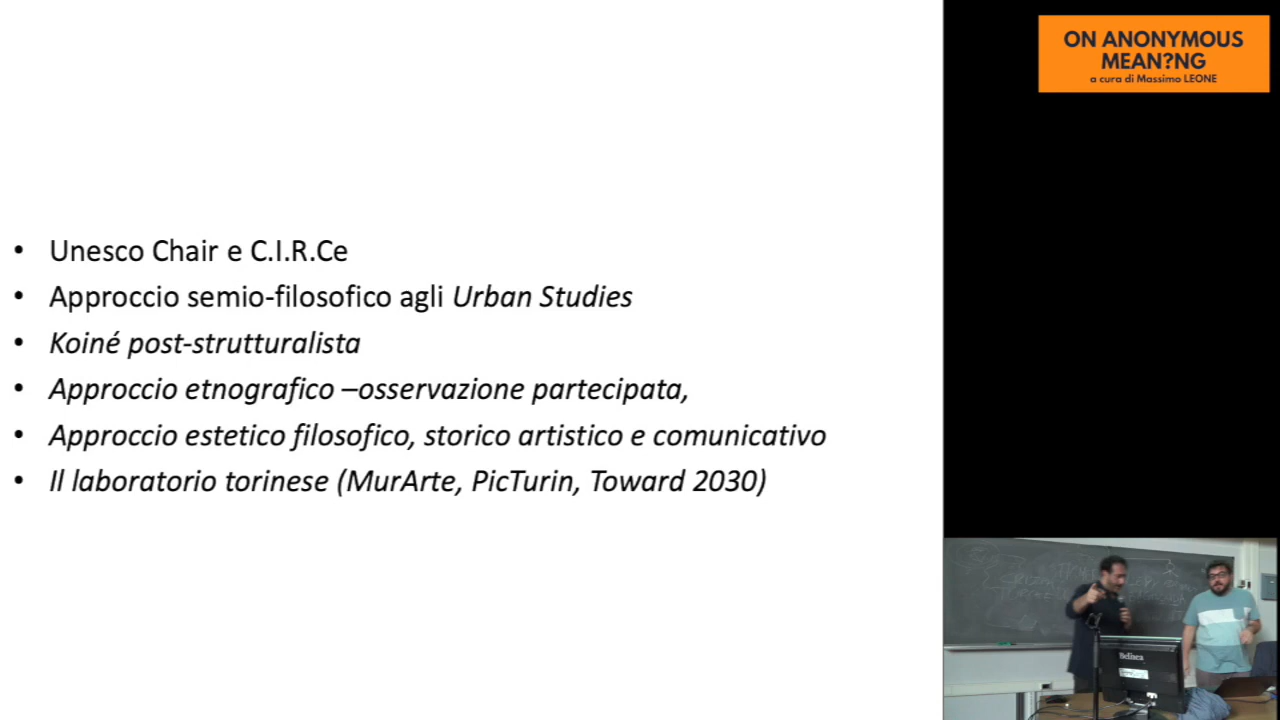 ON ANONYMOUS
MEAN?NG
a cura di Massimo LEONE
• Unesco Chair e C.I.R.Ce
• Approccio semio-filosofico agli Urban Studies
• Koiné post-strutturalista
• Approccio etnografico –osservazione partecipata,
• Approccio estetico filosofico, storico artistico e comunicativo
• Il laboratorio torinese (MurArte, PicTurin, Toward 2030)
Belinea